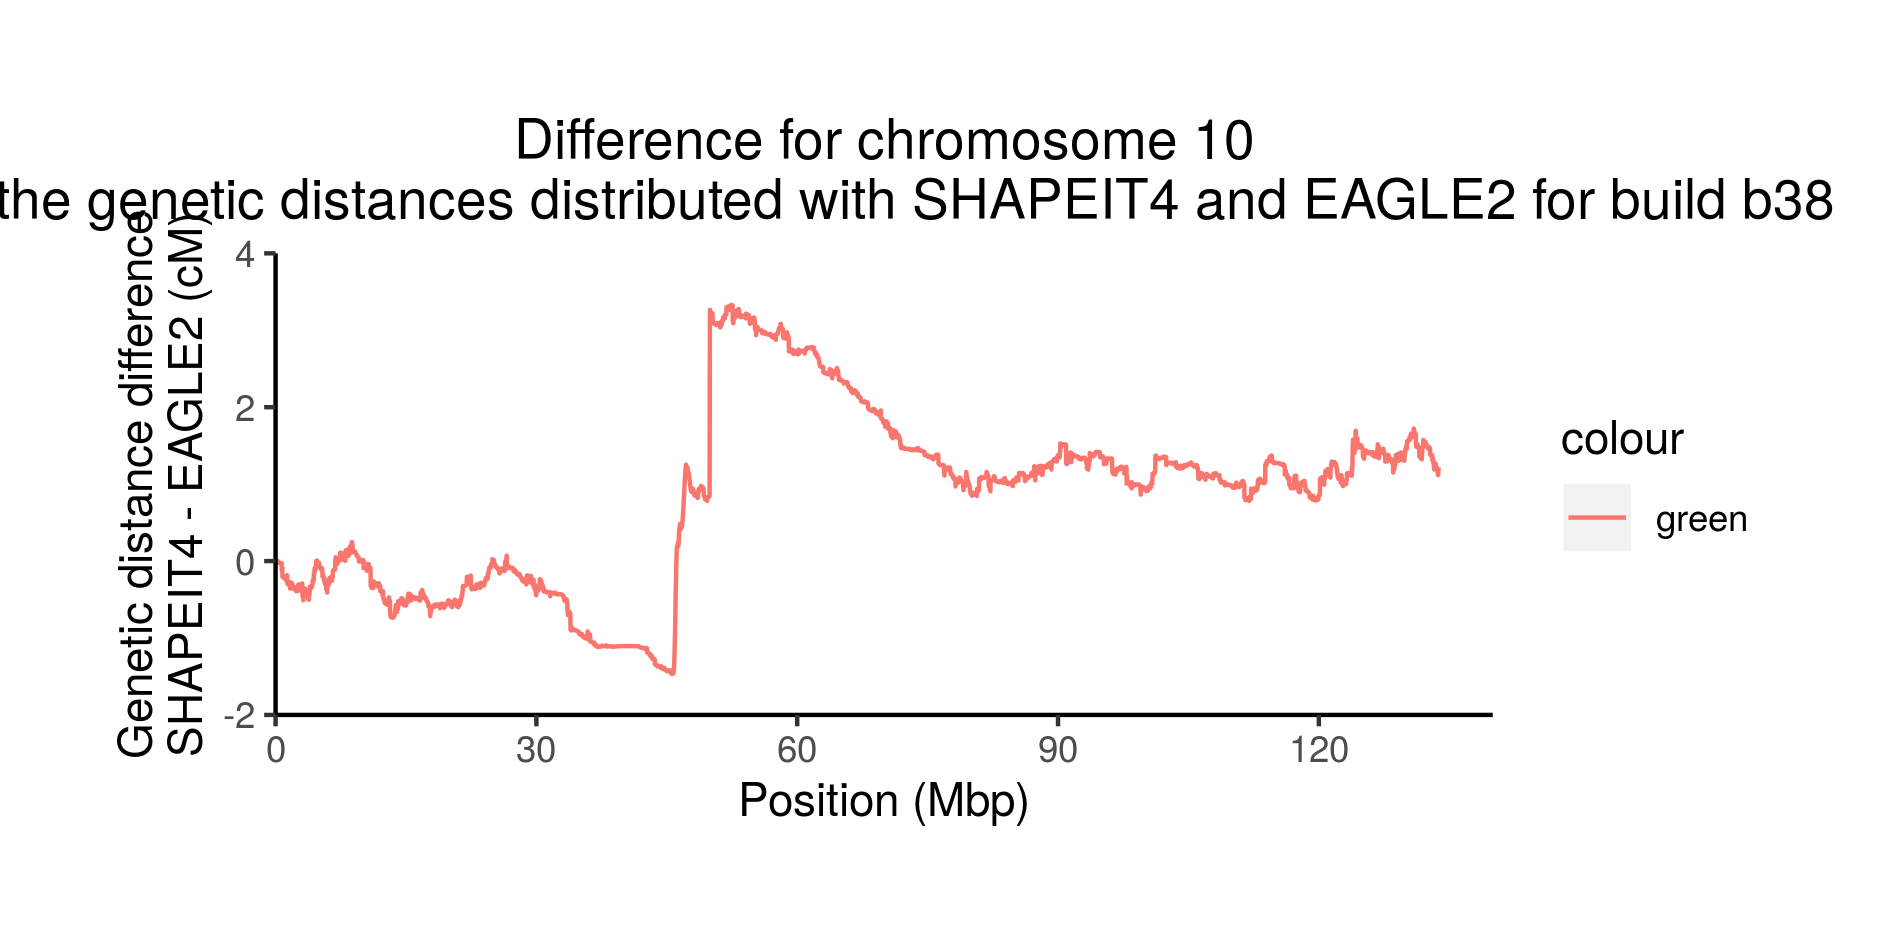 Difference for chromosome 10
the genetic distances distributed with SHAPEIT4 and EAGLE2 for build b38
Genetic distance difference
SHAPEIT4 - EAGLE2 (cM)
4
2
0
-2
0
30
60
90
120
Position (Mbp)
colour
green